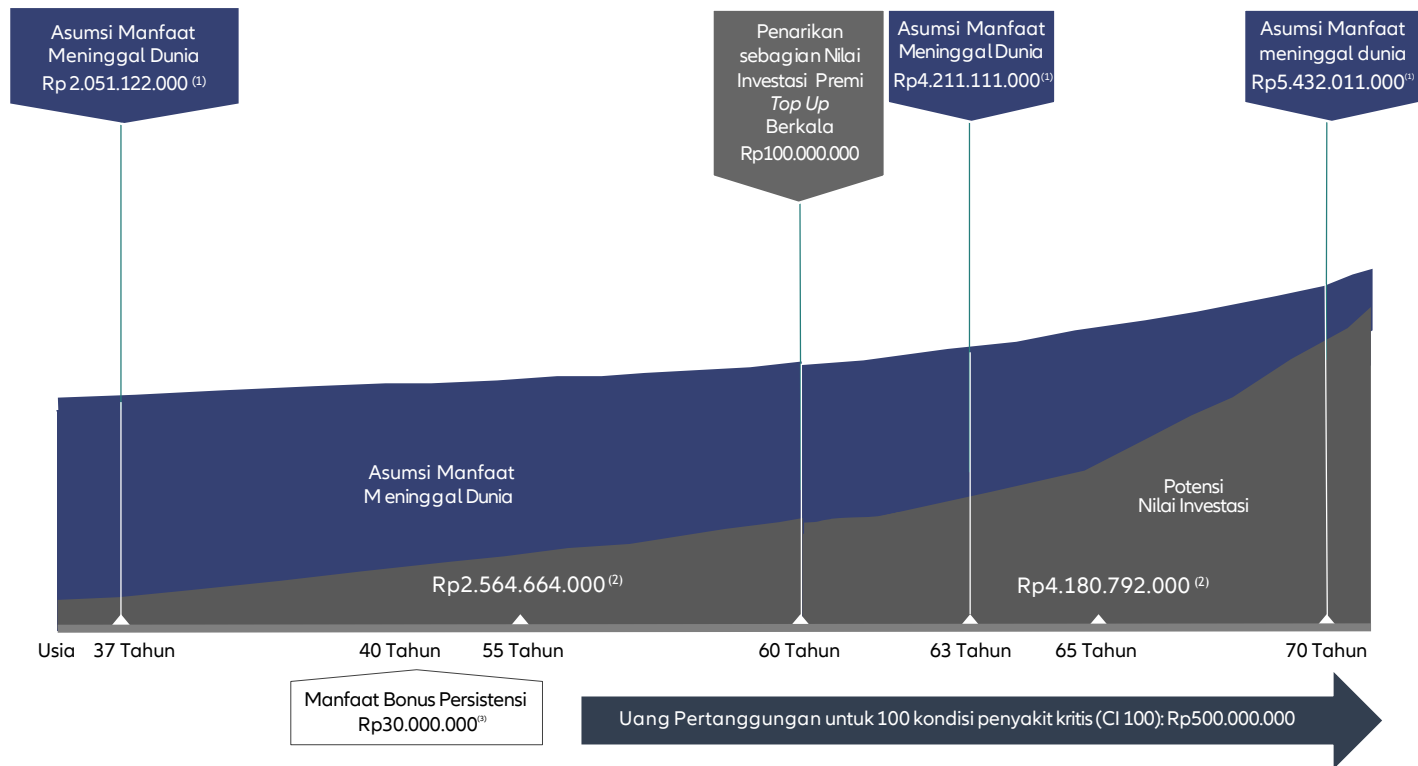 Asumsi Manfaat
Meninggal Dunia
Rp 2.051.122.000 (1)
Penarikan
sebagian Nilai
Investasi Premi
Top Up
Berkala
Rp100.000.000
Asumsi Manfaat
Meninggal Dunia
Rp4.211.111.000(1)
Asumsi Manfaat
meninggal dunia
Rp5.432.011.000(1)
Asumsi Manfaat
Meninggal Dunia
Potensi
Nilai Investasi
Rp2.564.664.000 (2)
Rp4.180.792.000 (2)
Usia 37 Tahun 40 Tahun 55 Tahun 60 Tahun 63 Tahun 65 Tahun 70 Tahun
Manfaat Bonus Persistensi
Rp30.000.000(3)
Uang Pertanggungan untuk 100 kondisi penyakit kritis (CI 100): Rp500.000.000